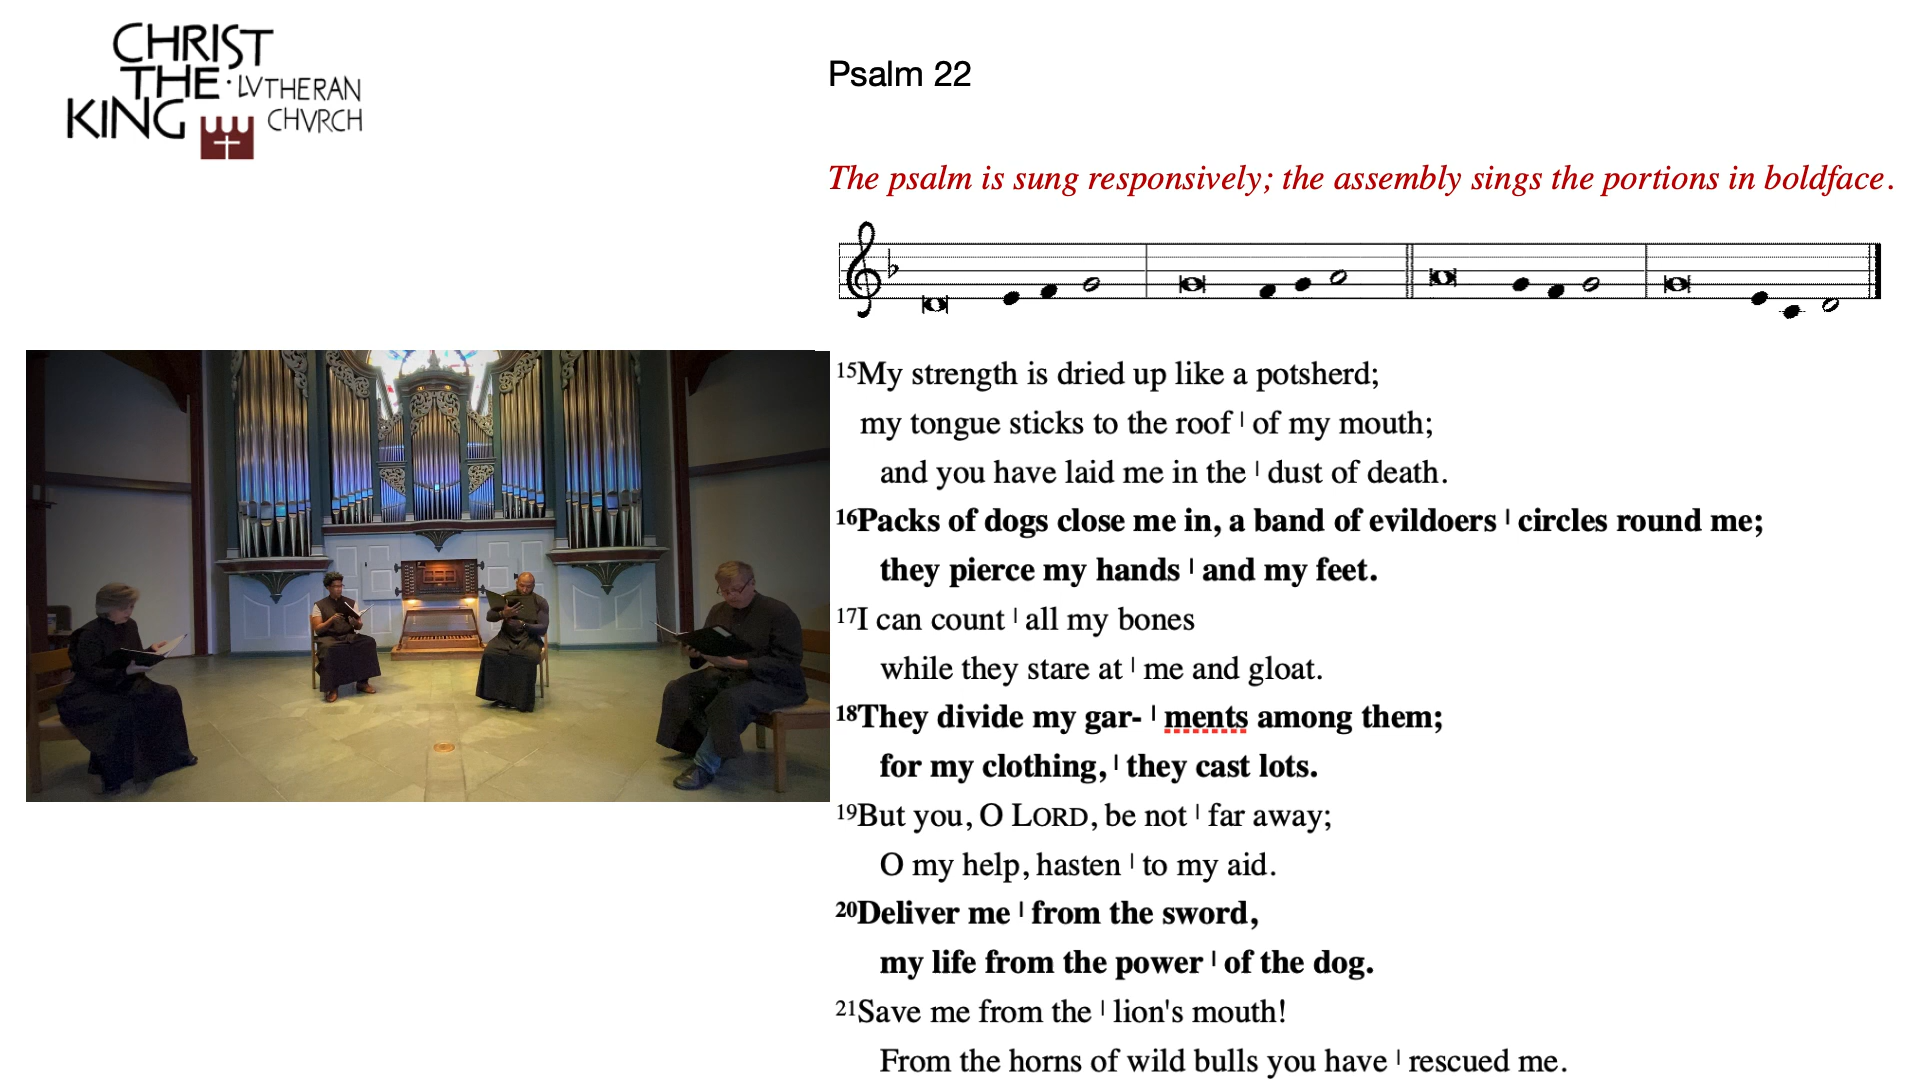 CHRIST
THE · LVTHERAN
KING CHVRCH
Psalm 22
The psalm is sung responsively; the assembly sings the portions in boldface.
15My strength is dried up like a potsherd;
my tongue sticks to the roof | of my mouth;
and you have laid me in the | dust of death.
16Packs of dogs close me in, a band of evildoers | circles round me;
they pierce my hands | and my feet.
17I can count | all my bones
while they stare at | me and gloat.
18They divide my gar- | ments among them;
for my clothing, | they cast lots.
19But you, O LORD, be not | far away;
O my help, hasten | to my aid.
20Deliver me | from the sword,
my life from the power | of the dog.
21Save me from the | lion's mouth!
From the horns of wild bulls you have | rescued me.